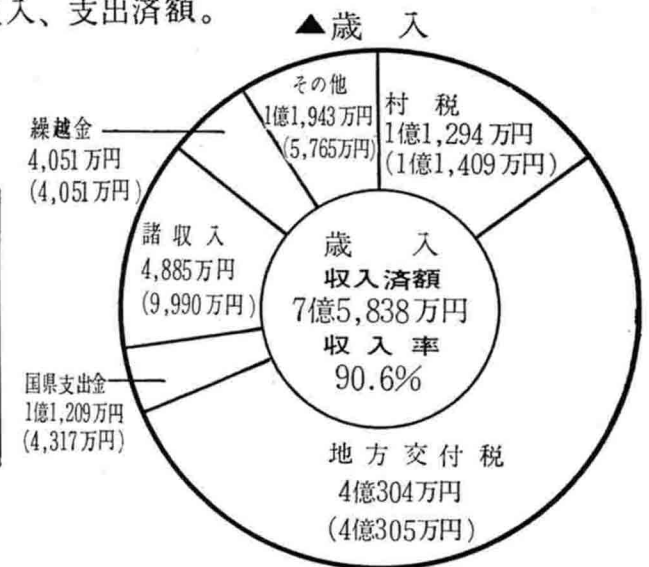 入、支出済額。
▲歳 入
その他
1億1,943万円
(5,765万円)
村 税
1億1,294万円
(1億1,409万円)
繰越金
4,051万円
(4,051万円)
諸 収 入
4,885万円
(9,990万円)
国県支出金
1億1,209万円
(4,317万円)
歳 入
収入済額
7億5,838万円
収 入 率
90.6%
地 方 交 付 税
4億304万円
(4億305万円)